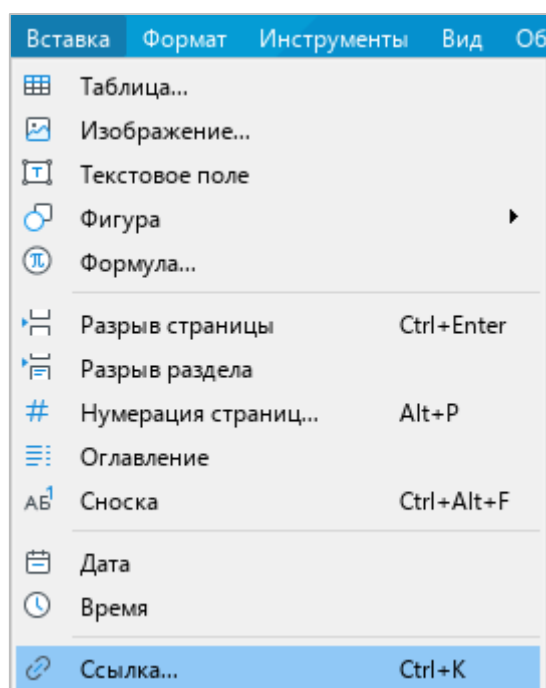 Вставка Формат Инструменты Вид Об
Таблица...
Изображение...
Текстовое поле
Фигура
Формула...
Разрыв страницы Ctrl+Enter
Разрыв раздела
Нумерация страниц... Alt+P
Оглавление
Сноска Ctrl+Alt+F
Дата
Время
Ссылка... Ctrl+K